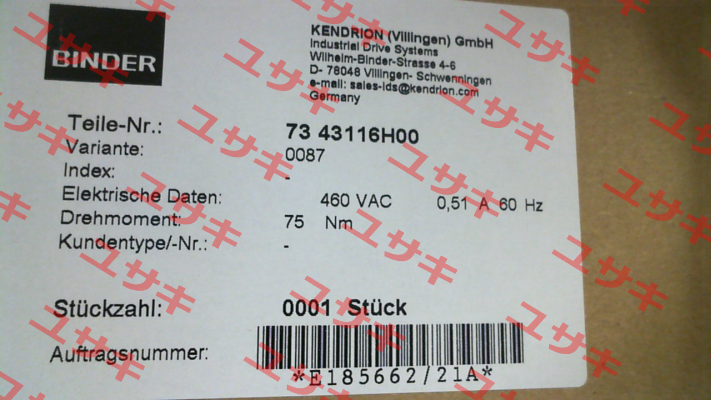 BINDER
KENDRION (Villingen) GmbH
Industrial Drive Systems
Wilhelm-Binder-Strasse 4-6
D- 78048 Villingen- Schwenningen
e-mail: sales-ids@kendrion.com
Germany
Teile-Nr.: 73 43116H00
Variante: 0087
Index: -
Elektrische Daten: 460 VAC 0,51 A 60 Hz
Drehmoment: 75 Nm
Kundentype/-Nr.: -
Stückzahl: 0001 Stück
Auftragsnummer:
*E185662/21A*
ユサキ